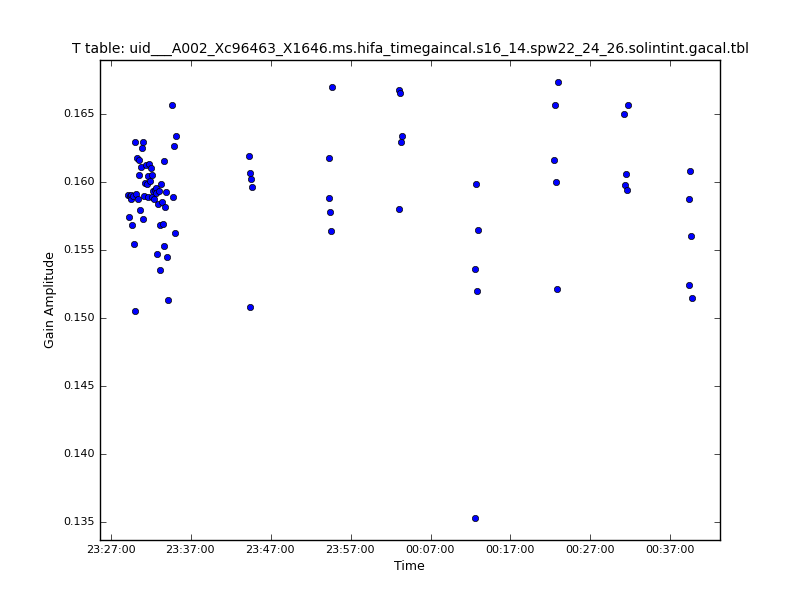 T table: uid___A002_Xc96463_X1646.ms.hifa_timegaincal.s16_14.spw22_24_26.solintint.gacal.tbl
0.165
0.160
0.155
0.150
0.145
0.140
0.135
Gain Amplitude
23:27:00 23:37:00 23:47:00 23:57:00 00:07:00 00:17:00 00:27:00 00:37:00
Time